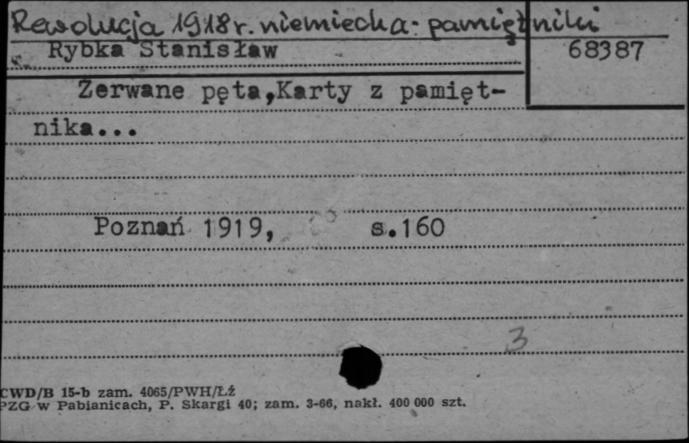 Rewolucja 1918r. niemiecka - pamiętniki
Rybka Stanisław 68387
Zerwane pęta,Karty z pamięt-
nika...
Poznań 1919, s.160
3
CWD/B 15-b zam. 4065/PWH/Łż
PZG w Pabianicach, P. Skargi 40; zam. 3-66, nakł. 400 000 szt.